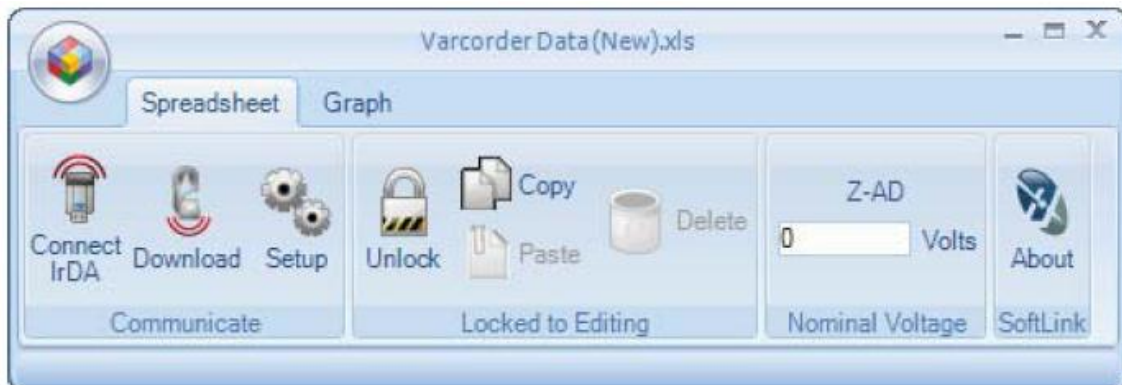 Varcorder Data(New).xls
Spreadsheet Graph
Connect IrDA
Download
Setup
Communicate
Unlock
Copy
Paste
Delete
Locked to Editing
Z-AD
0 Volts
Nominal Voltage
About
SoftLink